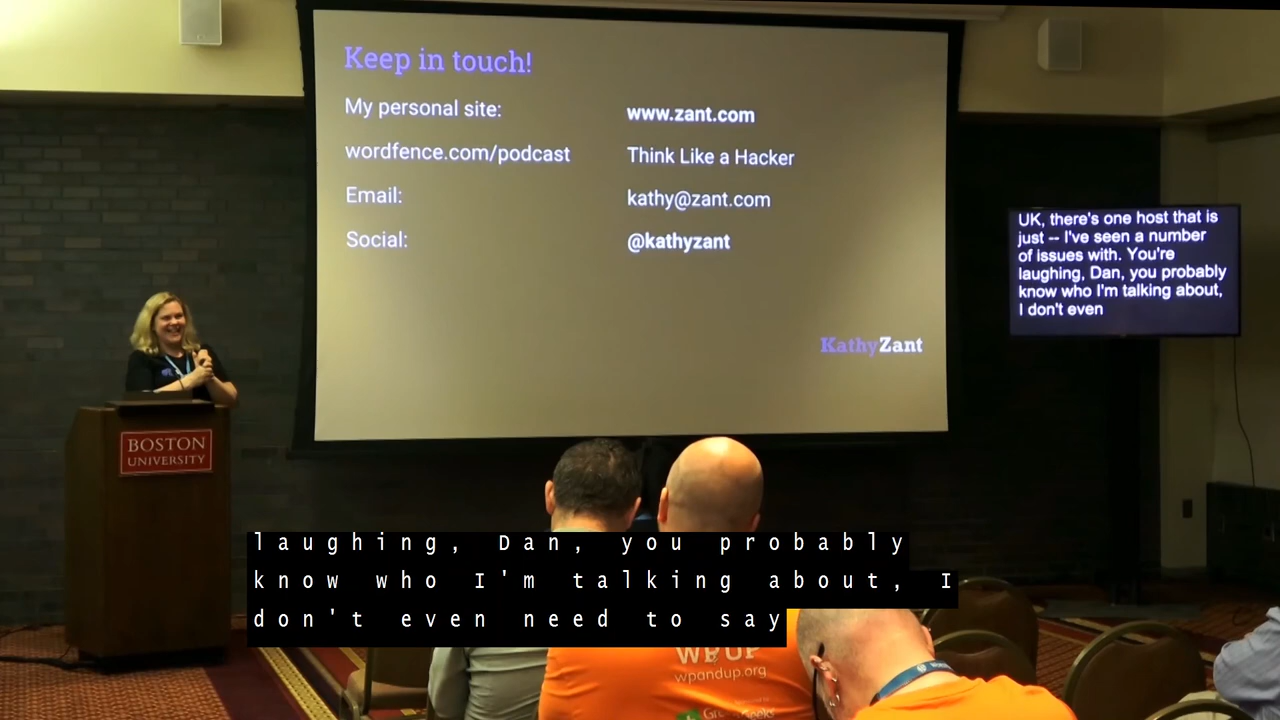 Keep in touch!
My personal site:
www.zant.com
wordfence.com/podcast
Think Like a Hacker
Email:
kathy@zant.com
Social:
@kathyzant
KathyZant
UK, there's one host that is
just -- I've seen a number
of issues with. You're
laughing, Dan, you probably
know who I'm talking about,
I don't even
BOSTON
UNIVERSITY
laughing, Dan, you probably
know who I'm talking about, I
don't even need to say
WP UP
wpandup.org